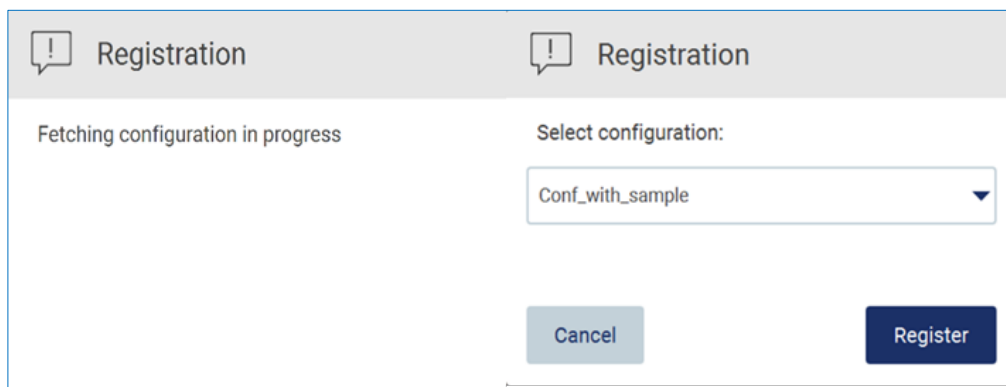 Registration
Fetching configuration in progress
Registration
Select configuration:
Conf_with_sample
Cancel
Register